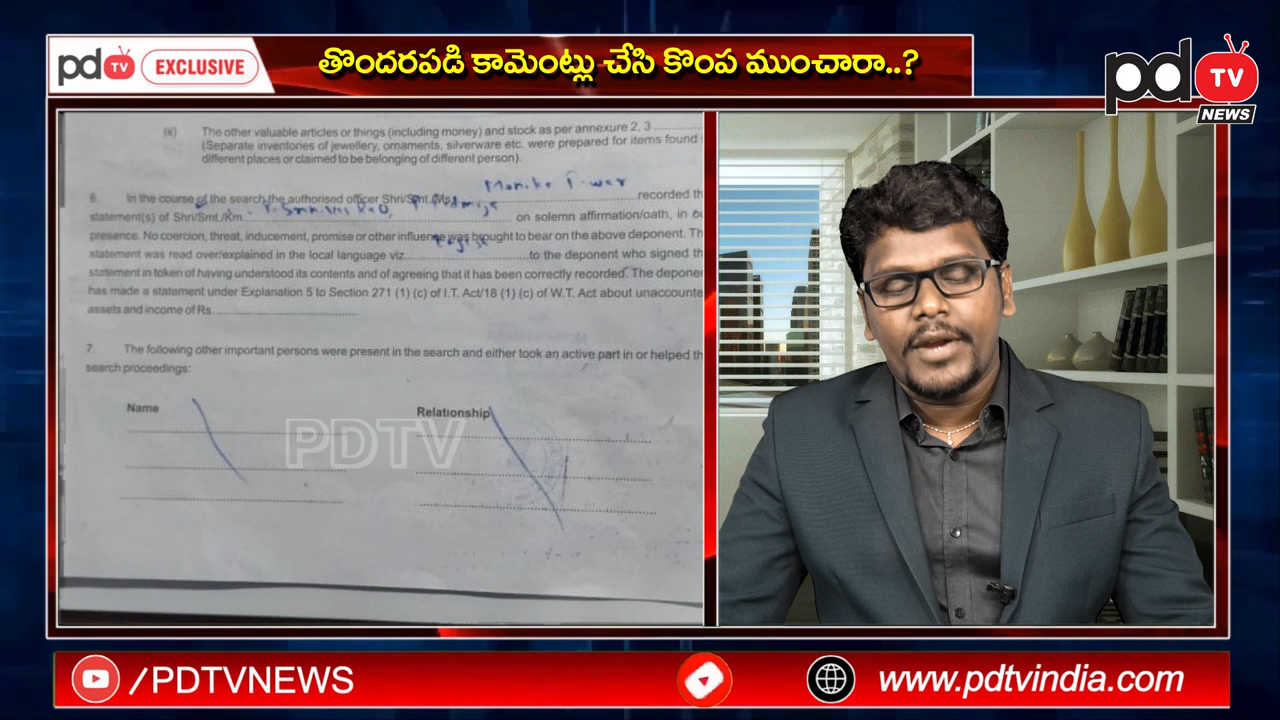 pd TV EXCLUSIVE
తొందరపడి కామెంట్లు చేసి కొంప ముంచారా..?
pd TV NEWS
(ii) The other valuable articles or things (including money) and stock as per annexure 2, 3
(Separate inventories of jewellery, ornaments, silverware etc. were prepared for items found
different places or claimed to be belonging of different person).
6. In the course of the search the authorised officer Shri/Smt./Ms. Monika recorded
statement(s) of Shri/Smt./Km on solemn affirmation/oath, in
presence. No coercion, threat, inducement, promise or other influence was brought to bear on the above deponent.
statement was read over/explained in the local language viz. to the deponent who signed
statement in token of having understood its contents and of agreeing that it has been correctly recorded. The
has made a statement under Explanation 5 to Section 271 (1) (c) of I.T. Act/18 (1) (c) of W.T. Act about
assets and income of Rs.
7. The following other important persons were present in the search and either took an active part in or helped
search proceedings:
Name Relationship
PDTV
/PDTVNEWS
www.pdtvindia.com